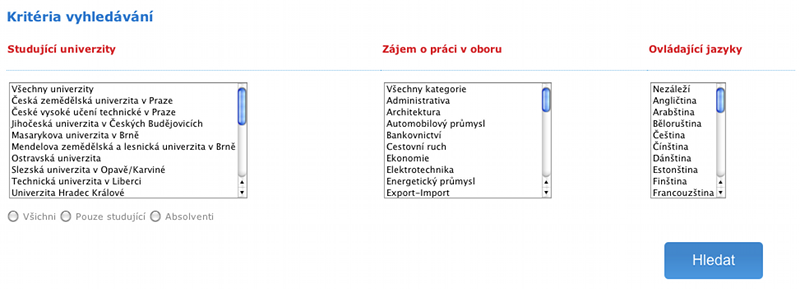 Kritéria vyhledávání
Studující univerzity
Všechny univerzity
Česká zemědělská univerzita v Praze
České vysoké učení technické v Praze
Jihočeská univerzita v Českých Budějovicích
Masarykova univerzita v Brně
Mendelova zemědělská a lesnická univerzita v Brně
Ostravská univerzita
Slezská univerzita v Opavě/Karviné
Technická univerzita v Liberci
Univerzita Hradec Králové
Všichni Pouze studující Absolventi
Zájem o práci v oboru
Všechny kategorie
Administrativa
Architektura
Automobilový průmysl
Bankovnictví
Cestovní ruch
Ekonomie
Elektrotechnika
Energetický průmysl
Export-Import
Ovládající jazyky
Nezáleží
Angličtina
Arabština
Běloruština
Čeština
Čínština
Dánština
Estonština
Finština
Francouzština
Hledat